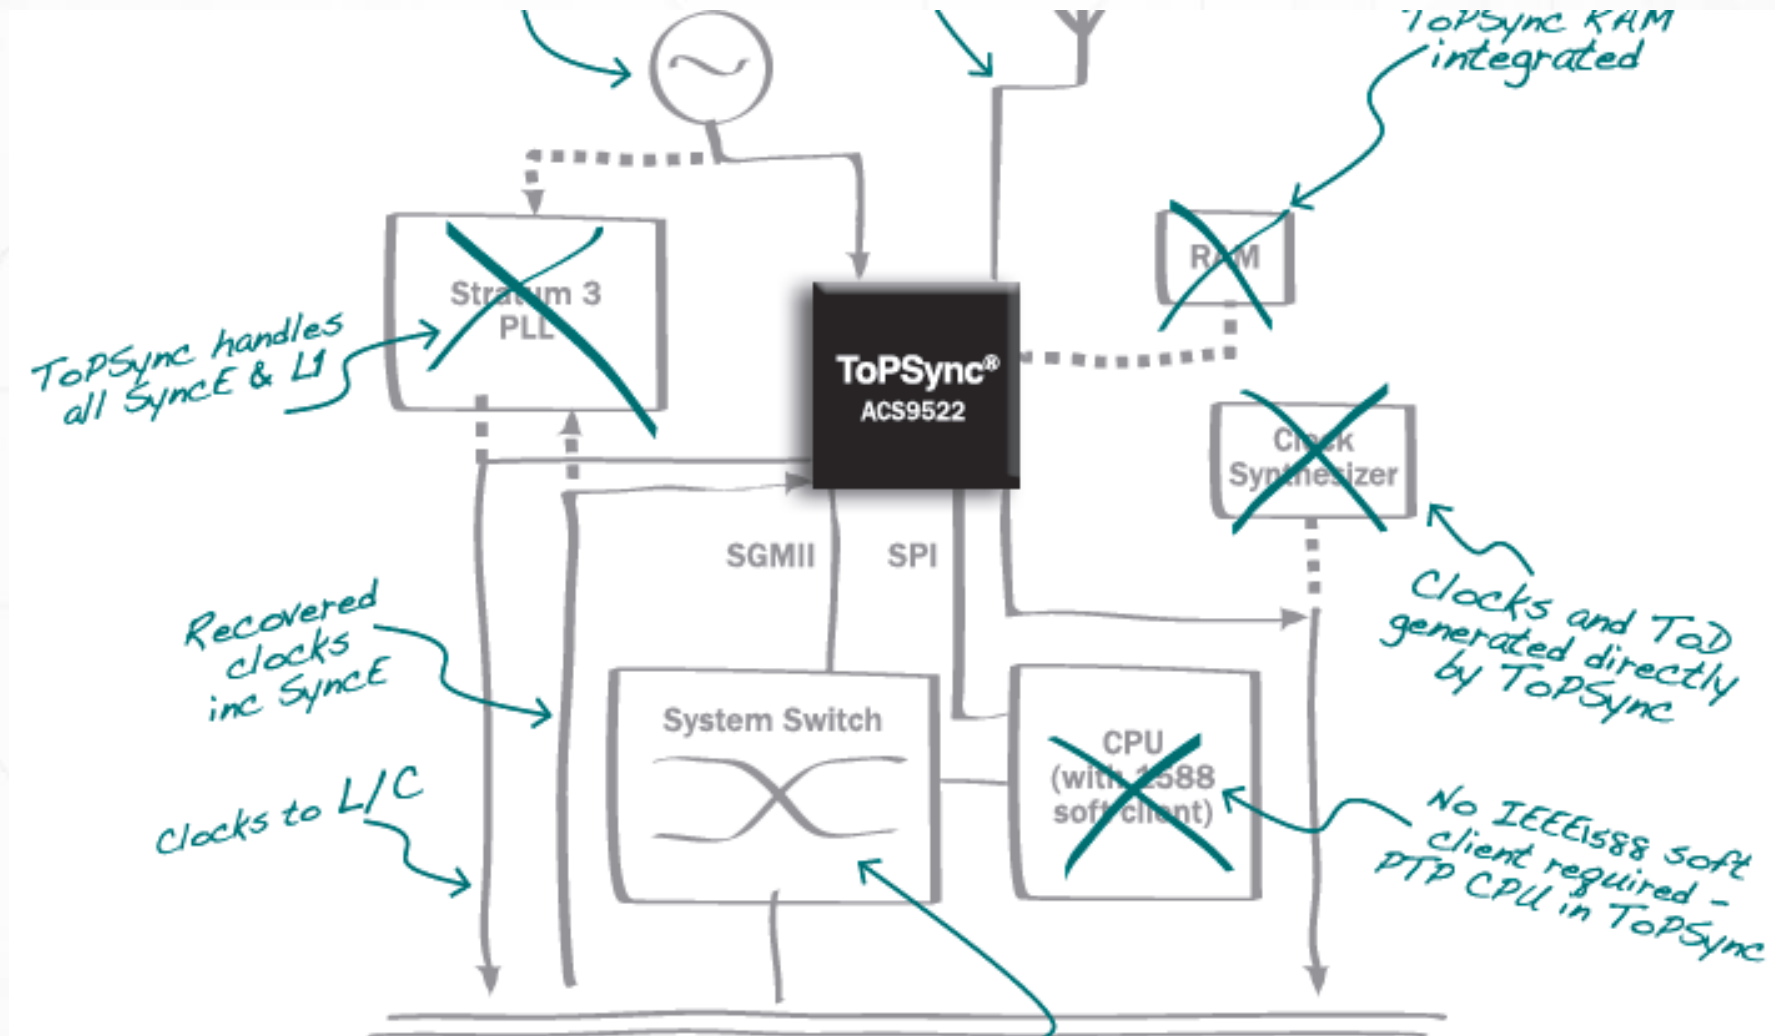 ToPSync RAM
integrated
RAM
Stratum 3
PLL
ToPSync handles
all SyncE & L1
ToPSync®
ACS9522
Clock
Synthesizer
SGMII
SPI
Clocks and ToD
generated directly
by ToPSync
Recovered
clocks
inc SyncE
System Switch
CPU
(with 1588
soft client)
Clocks to L/C
No IEEE1588 soft
client required -
PTP CPU in ToPSync